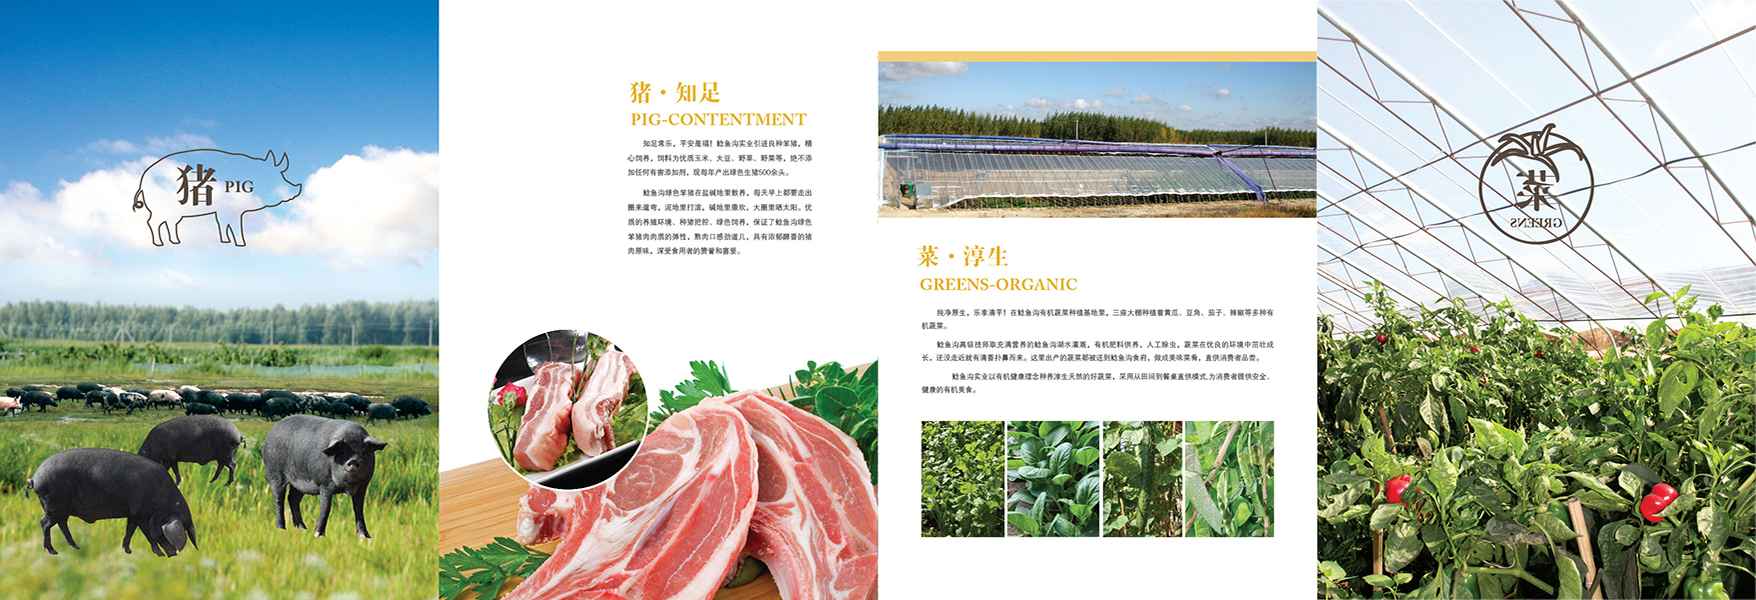 猪 PIG
猪·知足
PIG-CONTENTMENT
知足常乐，平安是福！鲶鱼沟实业引进良种笨猪，精
心饲养，饲料为优质玉米、大豆、野草、野菜等，绝不添
加任何有害添加剂，现每年产出绿色生猪500余头。
鲶鱼沟绿色笨猪在盐碱地里散养，每天早上都要走出
圈来遛弯，泥地里打滚，碱地里撒欢，大圈里晒太阳。优
质的养殖环境、种猪把控、绿色饲养，保证了鲶鱼沟绿色
笨猪肉肉质的弹性，熟肉口感劲道儿，具有浓郁醇香的猪
肉原味，深受食用者的赞誉和喜爱。
菜·淳生
GREENS-ORGANIC
纯净原生，乐享清平！在鲶鱼沟有机蔬菜种植基地里，三座大棚种植着黄瓜、豆角、茄子、辣椒等多种有
机蔬菜。
鲶鱼沟高级技师取充满营养的鲶鱼沟湖水灌溉，有机肥料供养，人工除虫，蔬菜在优良的环境中茁壮成
长，还没走近就有清香扑鼻而来。这里出产的蔬菜都被送到鲶鱼沟食府，做成美味菜肴，直供消费者品尝。
鲶鱼沟实业以有机健康理念种养淳生天然的好蔬菜，采用从田间到餐桌直供模式,为消费者提供安全、
健康的有机美食。
菜
GREENS